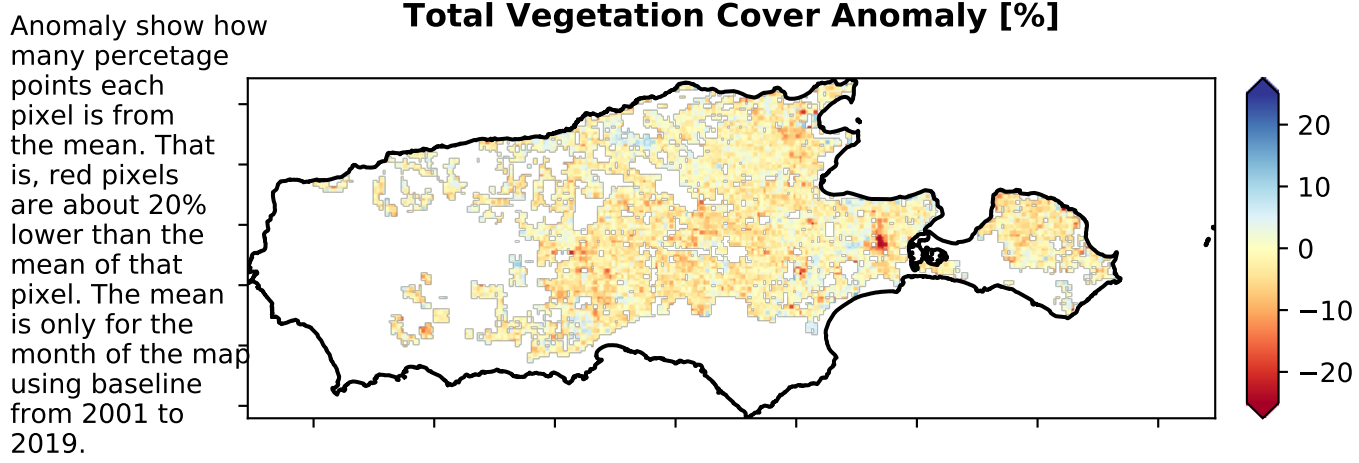 Total Vegetation Cover Anomaly [%]
Anomaly show how
many percetage
points each
pixel is from
the mean. That
is, red pixels
are about 20%
lower than the
mean of that
pixel. The mean
is only for the
month of the map
using baseline
from 2001 to
2019.
20
10
0
−10
−20